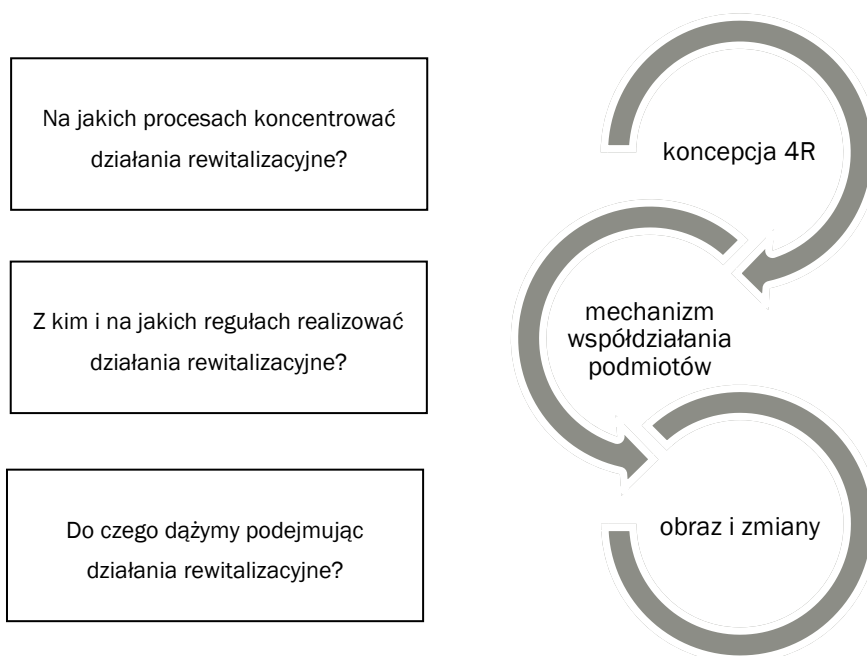 Na jakich procesach koncentrować
działania rewitalizacyjne?
koncepcja 4R
Z kim i na jakich regułach realizować
działania rewitalizacyjne?
mechanizm
współdziałania
podmiotów
Do czego dążymy podejmując
działania rewitalizacyjne?
obraz i zmiany